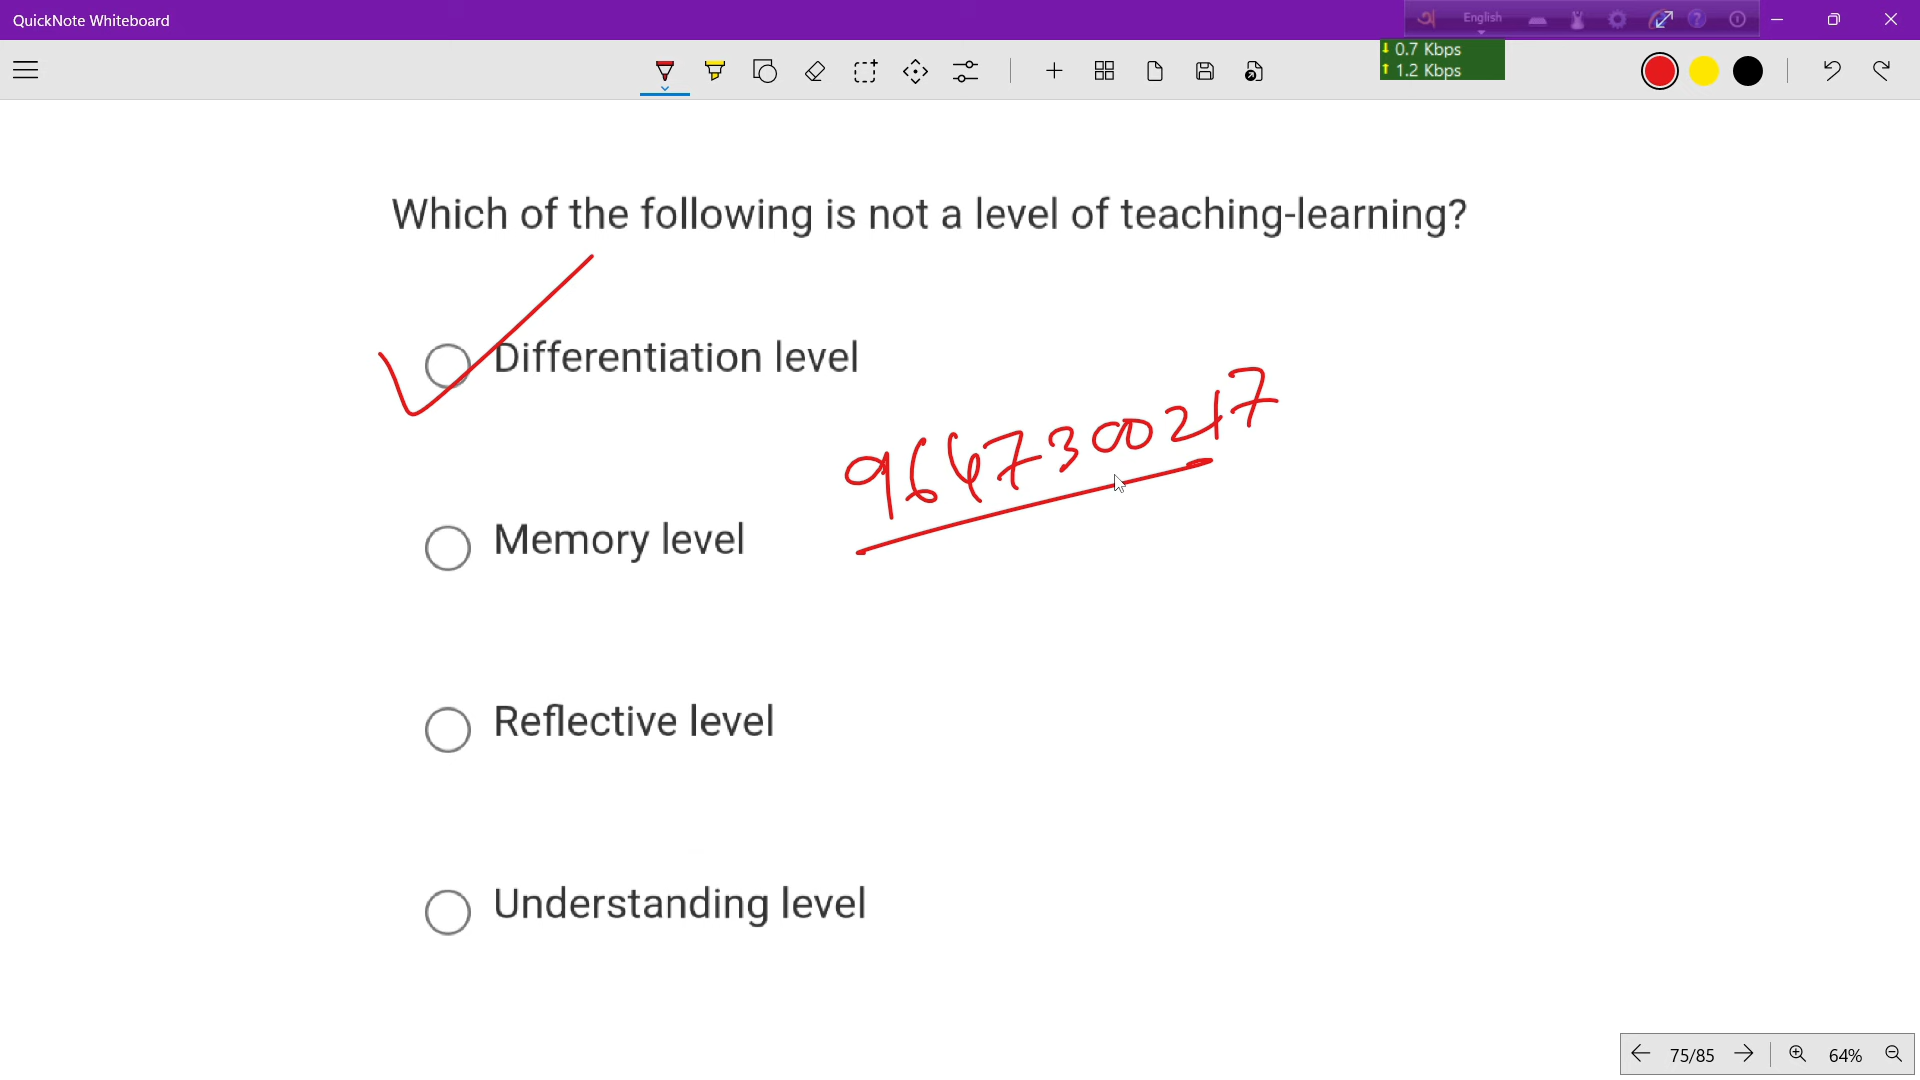 QuickNote Whiteboard
English
0.7 Kbps
1.2 Kbps
Which of the following is not a level of teaching-learning?
Differentiation level
9647300217
Memory level
Reflective level
Understanding level
75/85
64%